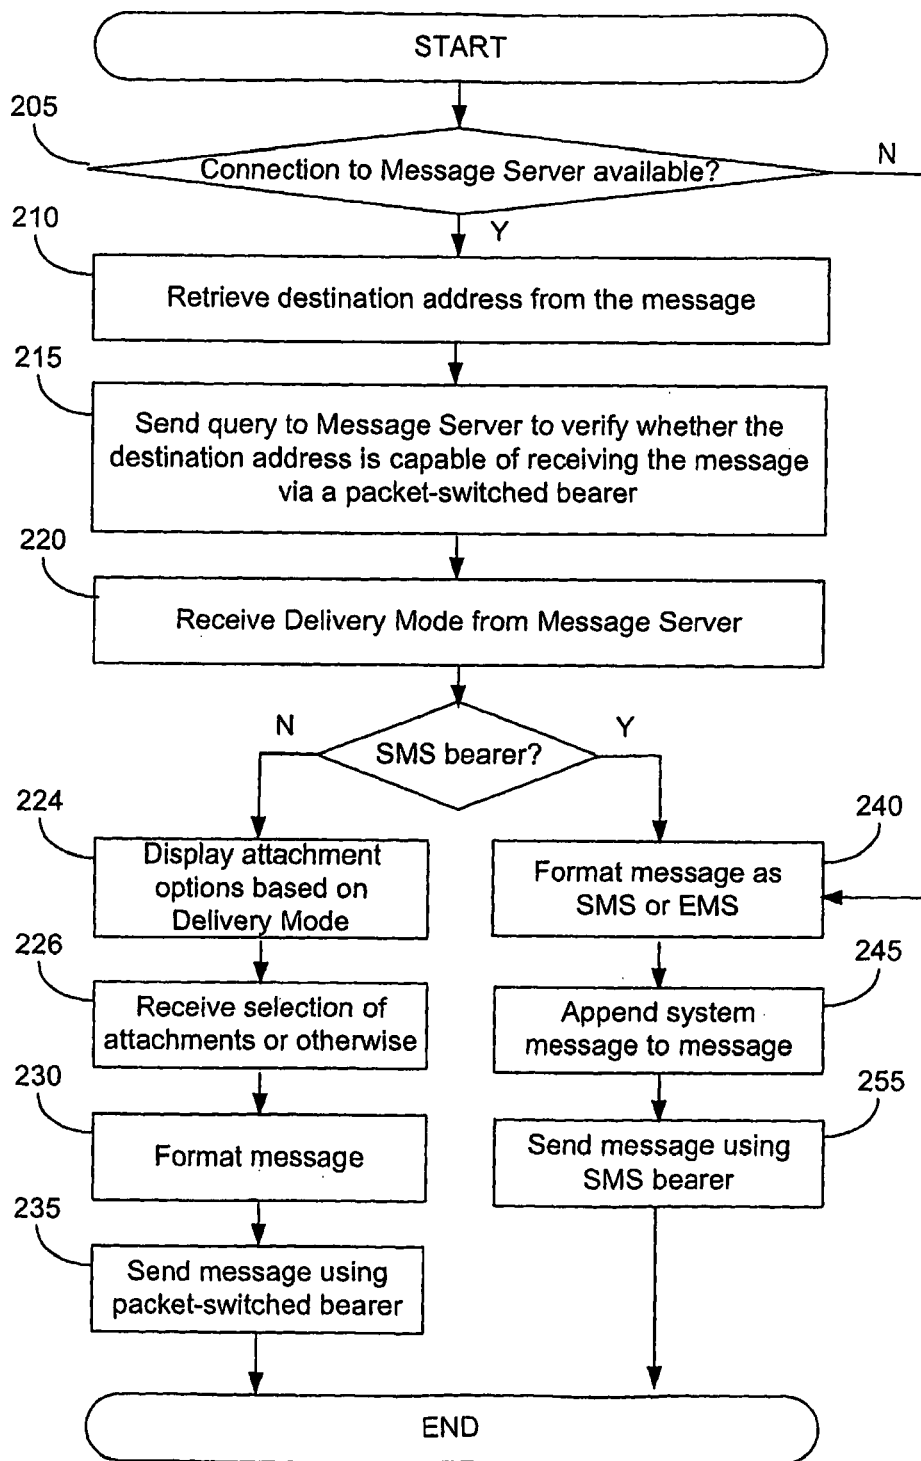 START
205
Connection to Message Server available?
N
Y
210
Retrieve destination address from the message
215
Send query to Message Server to verify whether the
destination address is capable of receiving the message
via a packet-switched bearer
220
Receive Delivery Mode from Message Server
N
SMS bearer?
Y
224
Display attachment
options based on
Delivery Mode
226
Receive selection of
attachments or otherwise
230
Format message
235
Send message using
packet-switched bearer
240
Format message as
SMS or EMS
245
Append system
message to message
255
Send message using
SMS bearer
END